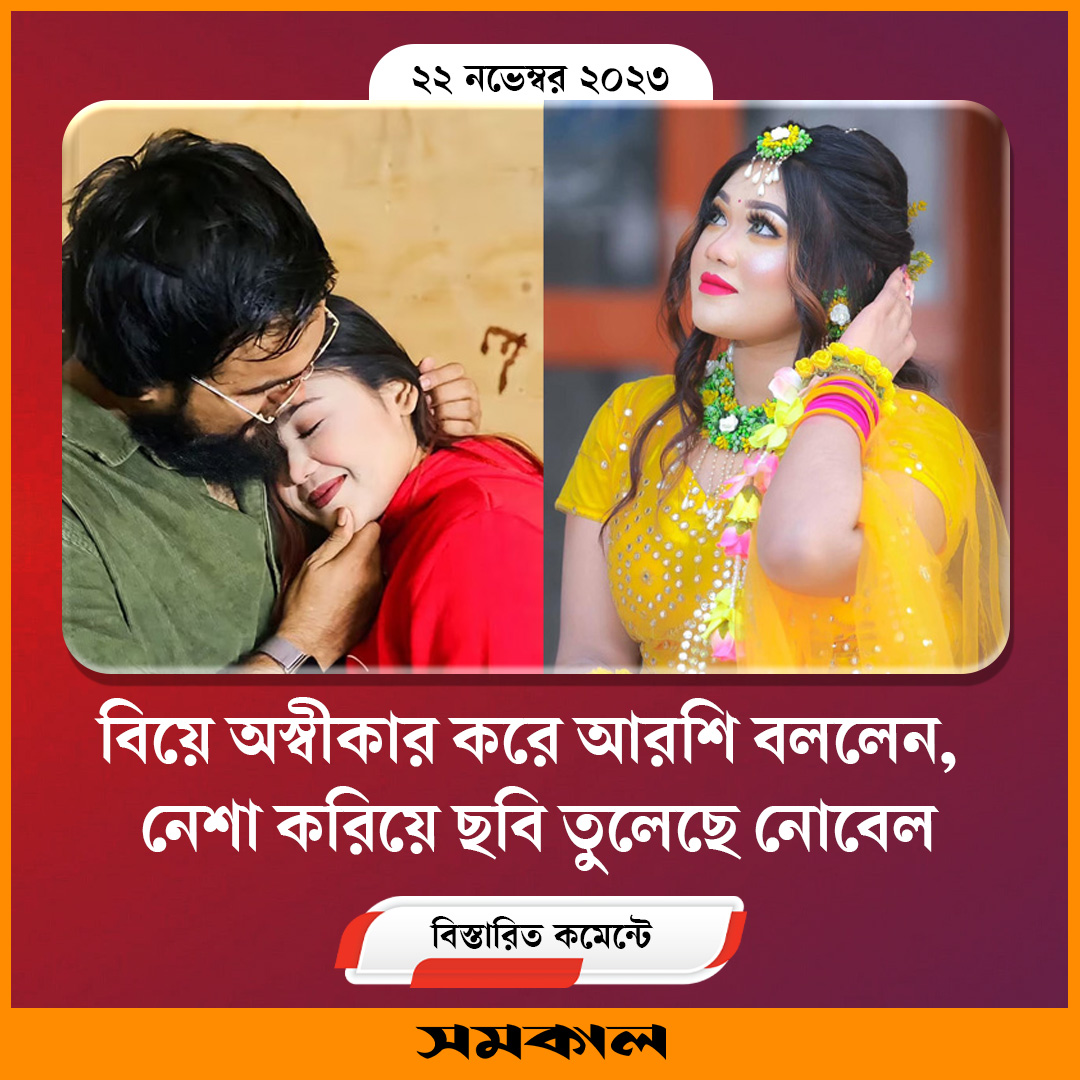 ২২ নভেম্বর ২০২৩
বিয়ে অস্বীকার করে আরশি বললেন,
নেশা করিয়ে ছবি তুলেছে নোবেল
বিস্তারিত কমেন্টে
সমকাল